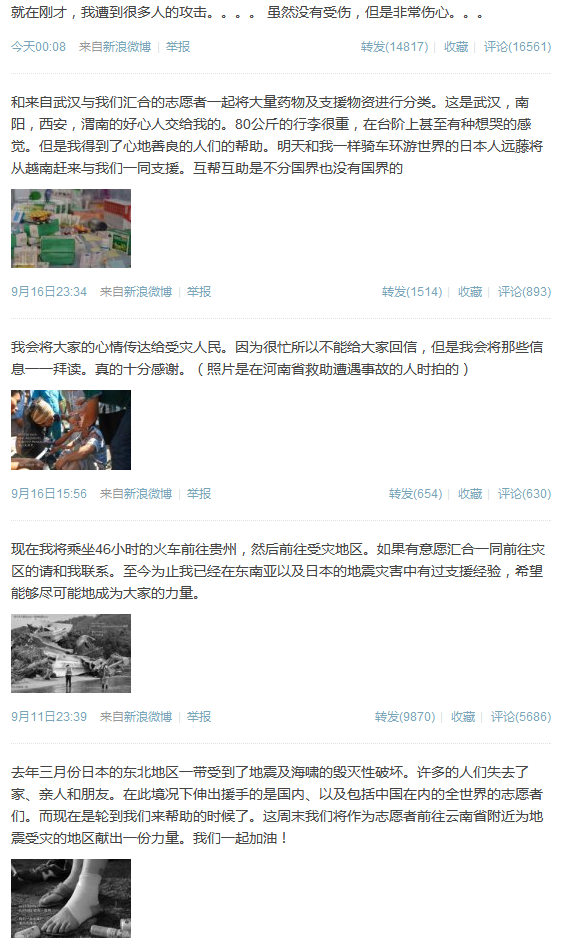 就在刚才，我遭到很多人的攻击。。。。 虽然没有受伤，但是非常伤心。。。
今天00:08 来自新浪微博 | 举报 转发(14817) | 收藏 | 评论(16561)
和来自武汉与我们汇合的志愿者一起将大量药物及支援物资进行分类。这是武汉，南
阳，西安，渭南的好心人交给我的。80公斤的行李很重，在台阶上甚至有种想哭的感
觉。但是我得到了心地善良的人们的帮助。明天和我一样骑车环游世界的日本人远藤将
从越南赶来与我们一同支援。互帮互助是不分国界也没有国界的
9月16日23:34 来自新浪微博 | 举报 转发(1514) | 收藏 | 评论(893)
我会将大家的心情传达给受灾人民。因为很忙所以不能给大家回信，但是我会将那些信
息一一拜读。真的十分感谢。（照片是在河南省救助遭遇事故的人时拍的）
9月16日15:56 来自新浪微博 | 举报 转发(654) | 收藏 | 评论(630)
现在我将乘坐46小时的火车前往贵州，然后前往受灾地区。如果有意愿汇合一同前往灾
区的请和我联系。至今为止我已经在东南亚以及日本的地震灾害中有过支援经验，希望
能够尽可能地成为大家的力量。
9月11日23:39 来自新浪微博 | 举报 转发(9870) | 收藏 | 评论(5686)
去年三月份日本的东北地区一带受到了地震及海啸的毁灭性破坏。许多的人们失去了
家、亲人和朋友。在此境况下伸出援手的是国内、以及包括中国在内的全世界的志愿者
们。而现在是轮到我们来帮助的时候了。这周末我们将作为志愿者前往云南省附近为地
震受灾的地区献出一份力量。我们一起加油！